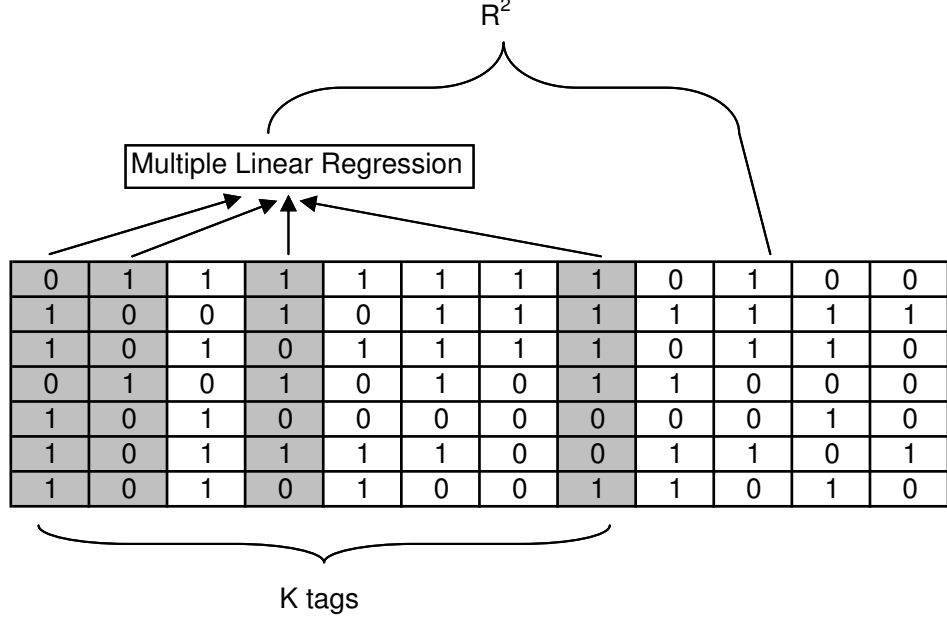 R²
Multiple Linear Regression
0 1 1 1 1 1 1 1 0 1 0 0
1 0 0 1 0 1 1 1 1 1 1 1
1 0 1 0 1 1 1 1 0 1 1 0
0 1 0 1 0 1 0 1 1 0 0 0
1 0 1 0 0 0 0 0 0 0 1 0
1 0 1 1 1 1 0 0 1 1 0 1
1 0 1 0 1 0 0 1 1 0 1 0
K tags